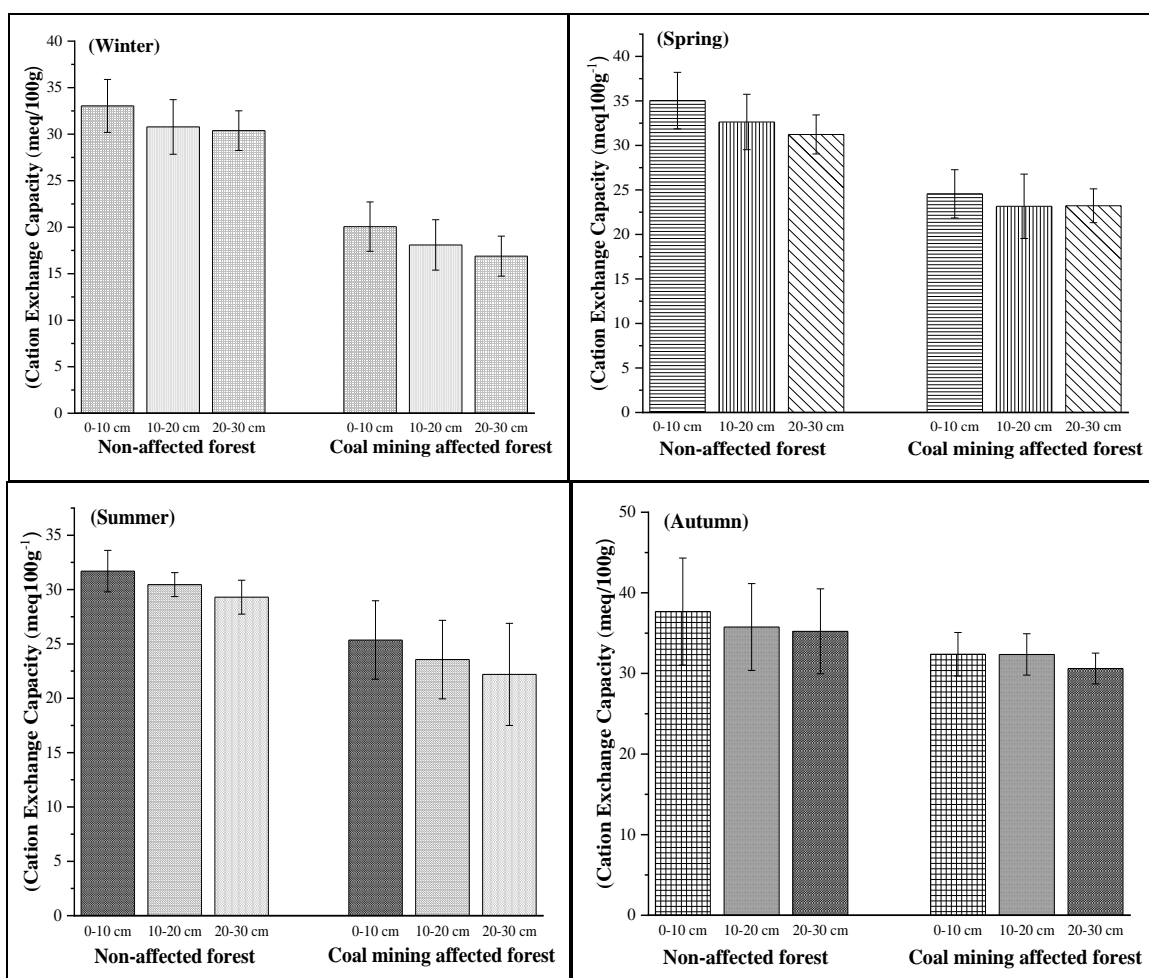 (Winter)
(Cation Exchange Capacity (meq/100g)
40
35
30
25
20
15
10
5
0
0-10 cm 10-20 cm 20-30 cm 0-10 cm 10-20 cm 20-30 cm
Non-affected forest Coal mining affected forest
(Spring)
(Cation Exchange Capacity (meq100g⁻¹)
40
35
30
25
20
15
10
5
0
0-10 cm 10-20 cm 20-30 cm 0-10 cm 10-20 cm 20-30 cm
Non-affected forest Coal mining affected forest
(Summer)
(Cation Exchange Capacity (meq100g⁻¹)
35
30
25
20
15
10
5
0
0-10 cm 10-20 cm 20-30 cm 0-10 cm 10-20 cm 20-30 cm
Non-affected forest Coal mining affected forest
(Autumn)
(Cation Exchange Capacity (meq/100g)
50
40
30
20
10
0
0-10 cm 10-20 cm 20-30 cm 0-10 cm 10-20 cm 20-30 cm
Non-affected forest Coal mining affected forest